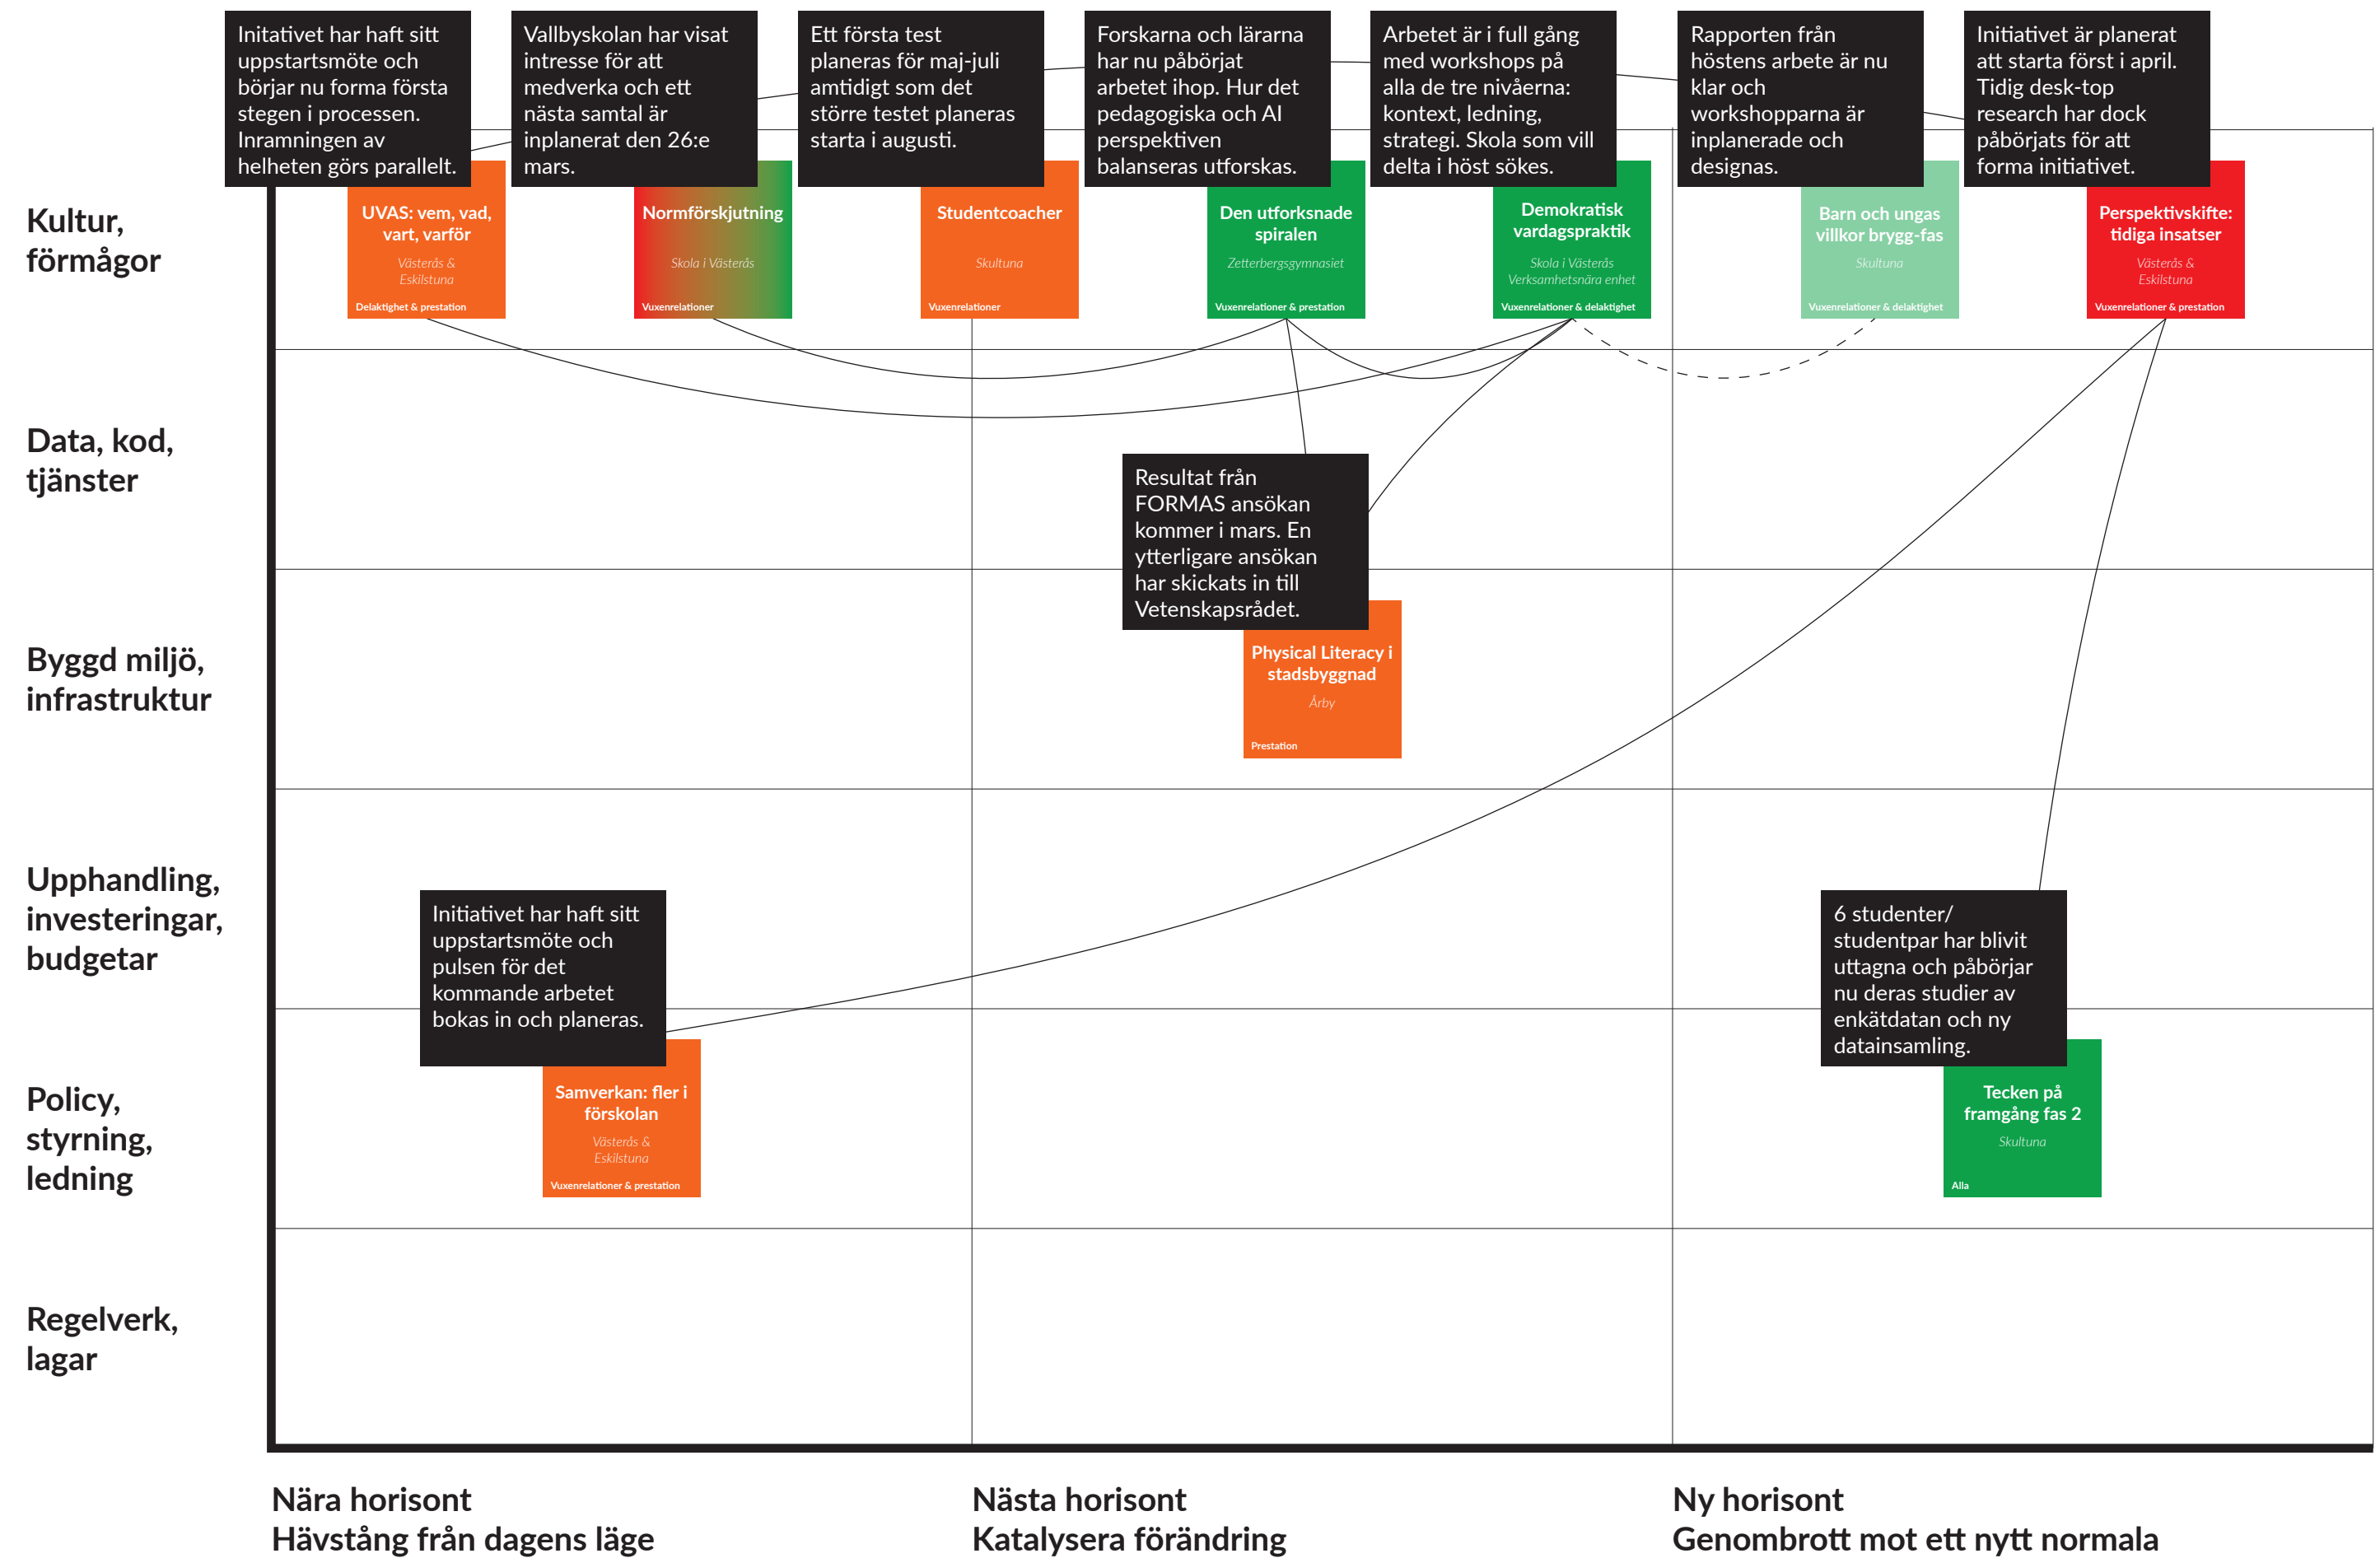 Initativet har haft sitt
uppstartsmöte och
börjar nu forma första
stegen i processen.
Inramningen av
helheten görs parallelt.
Vallbyskolan har visat
intresse för att
medverka och ett
nästa samtal är
inplanerat den 26:e
mars.
Ett första test
planeras för maj-juli
amtidigt som det
större testet planeras
starta i augusti.
Forskarna och lärarna
har nu påbörjat
arbetet ihop. Hur det
pedagogiska och AI
perspektiven
balanseras utforskas.
Arbetet är i full gång
med workshops på
alla de tre nivåerna:
kontext, ledning,
strategi. Skola som vill
delta i höst sökes.
Rapporten från
höstens arbete är nu
klar och
workshopparna är
inplanerade och
designas.
Initiativet är planerat
att starta först i april.
Tidig desk-top
research har dock
påbörjats för att
forma initiativet.
Kultur,
förmågor
UVAS: vem, vad,
vart, varför
Västerås &
Eskilstuna
Delaktighet & prestation
Normförskjutning
Skola i Västerås
Vuxenrelationer
Studentcoacher
Skultuna
Vuxenrelationer
Den utforksnade
spiralen
Zetterbergsgymnasiet
Vuxenrelationer & prestation
Demokratisk
vardagspraktik
Skola i Västerås
Verksamhetsnära enhet
Vuxenrelationer & delaktighet
Barn och ungas
villkor brygg-fas
Skultuna
Vuxenrelationer & delaktighet
Perspektivskifte:
tidiga insatser
Västerås &
Eskilstuna
Vuxenrelationer & prestation
Data, kod,
tjänster
Resultat från
FORMAS ansökan
kommer i mars. En
ytterligare ansökan
har skickats in till
Vetenskapsrådet.
Byggd miljö,
infrastruktur
Physical Literacy i
stadsbyggnad
Årby
Prestation
Upphandling,
investeringar,
budgetar
Initiativet har haft sitt
uppstartsmöte och
pulsen för det
kommande arbetet
bokas in och planeras.
6 studenter/
studentpar har blivit
uttagna och påbörjar
nu deras studier av
enkätdatan och ny
datainsamling.
Policy,
styrning,
ledning
Samverkan: fler i
förskolan
Västerås &
Eskilstuna
Vuxenrelationer & prestation
Tecken på
framgång fas 2
Skultuna
Alla
Regelverk,
lagar
Nära horisont
Hävstång från dagens läge
Nästa horisont
Katalysera förändring
Ny horisont
Genombrott mot ett nytt normala